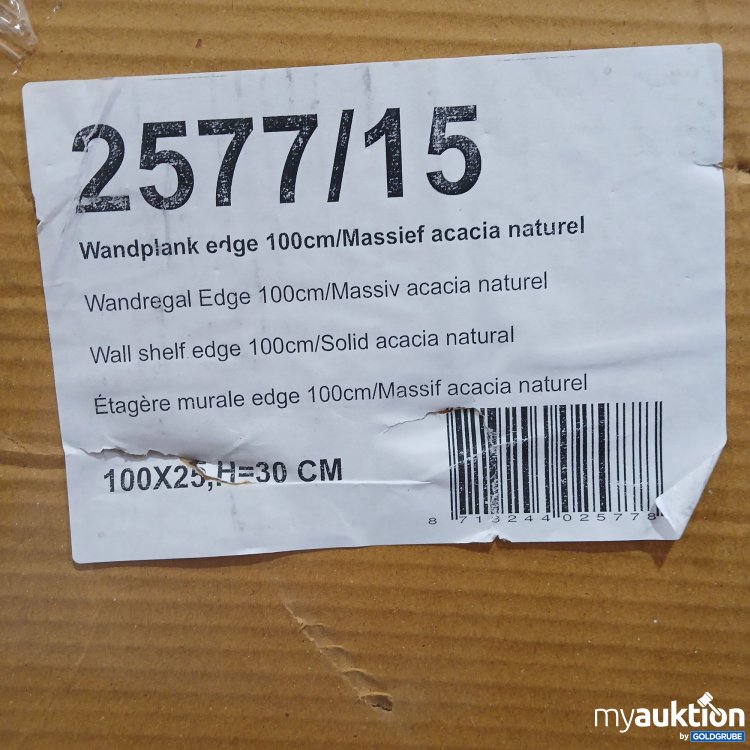 2577/15
Wandplank edge 100cm/Massief acacia naturel
Wandregal Edge 100cm/Massiv acacia naturel
Wall shelf edge 100cm/Solid acacia natural
Étagère murale edge 100cm/Massif acacia naturel
100X25,H=30 CM
8 713244 025778
myauktion
by GOLDGRUBE